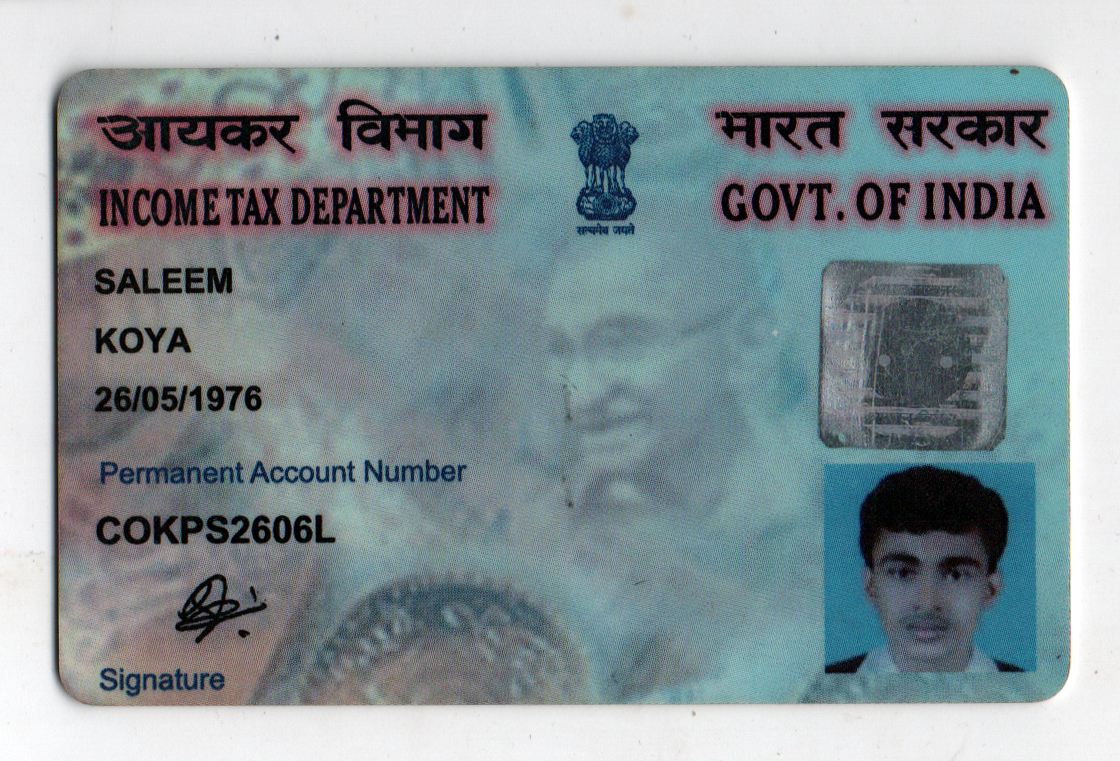 आयकर विभाग
INCOME TAX DEPARTMENT
भारत सरकार
GOVT. OF INDIA
सत्यमेव जयते
SALEEM
KOYA
26/05/1976
Permanent Account Number
COKPS2606L
Signature